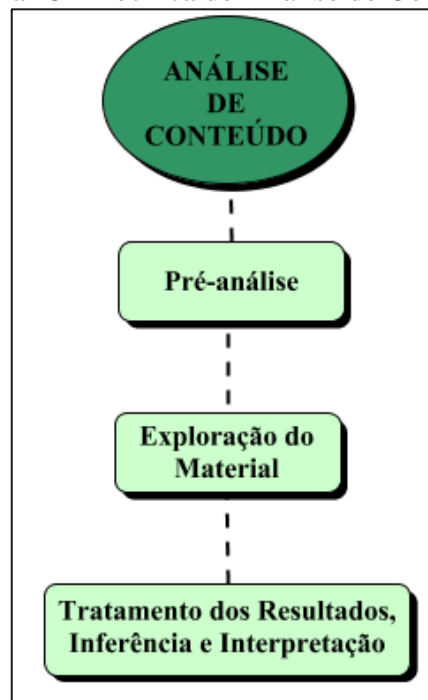 ANÁLISE
DE
CONTEÚDO
Pré-análise
Exploração do
Material
Tratamento dos Resultados,
Inferência e Interpretação